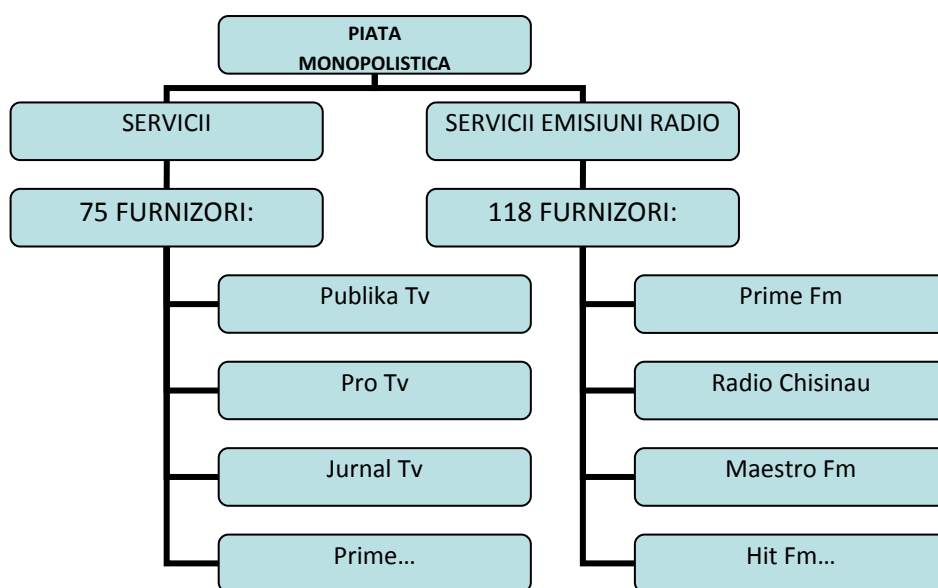 PIATA
MONOPOLISTICA
SERVICII
SERVICII EMISIUNI RADIO
75 FURNIZORI:
118 FURNIZORI:
Publika Tv
Prime Fm
Pro Tv
Radio Chisinau
Jurnal Tv
Maestro Fm
Prime…
Hit Fm…